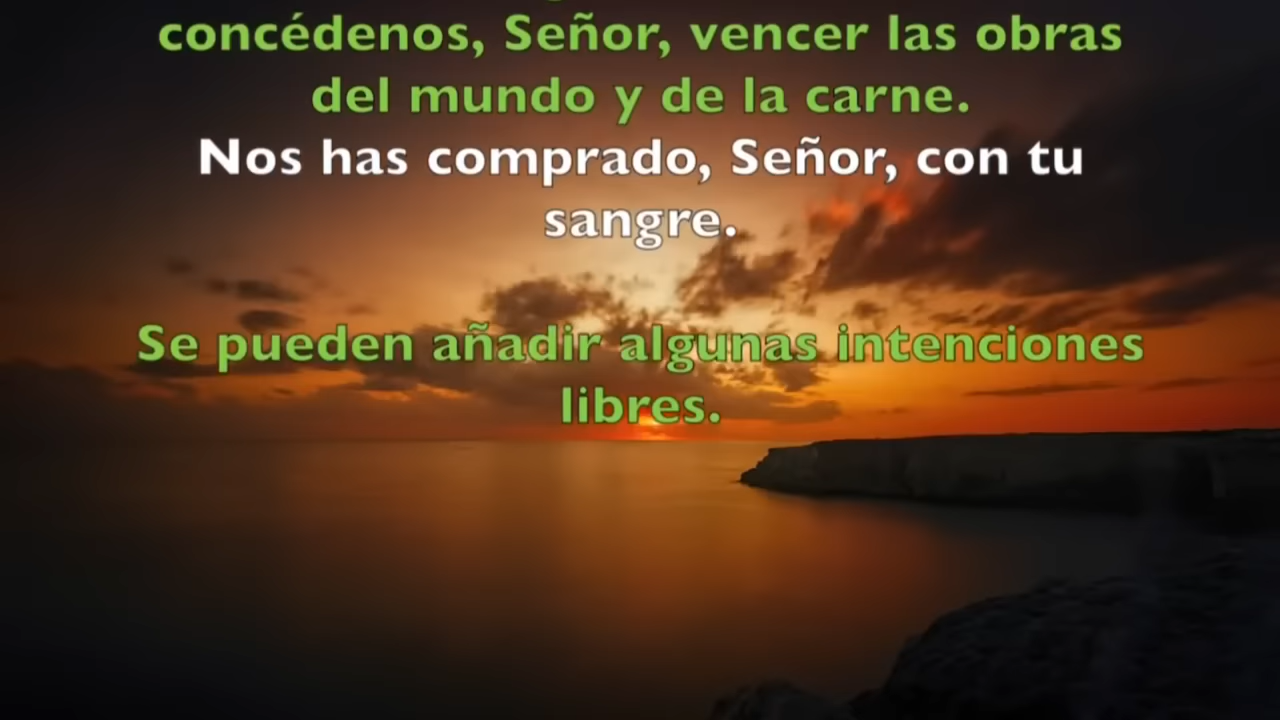 concédenos, Señor, vencer las obras
del mundo y de la carne.
Nos has comprado, Señor, con tu
sangre.
Se pueden añadir algunas intenciones
libres.